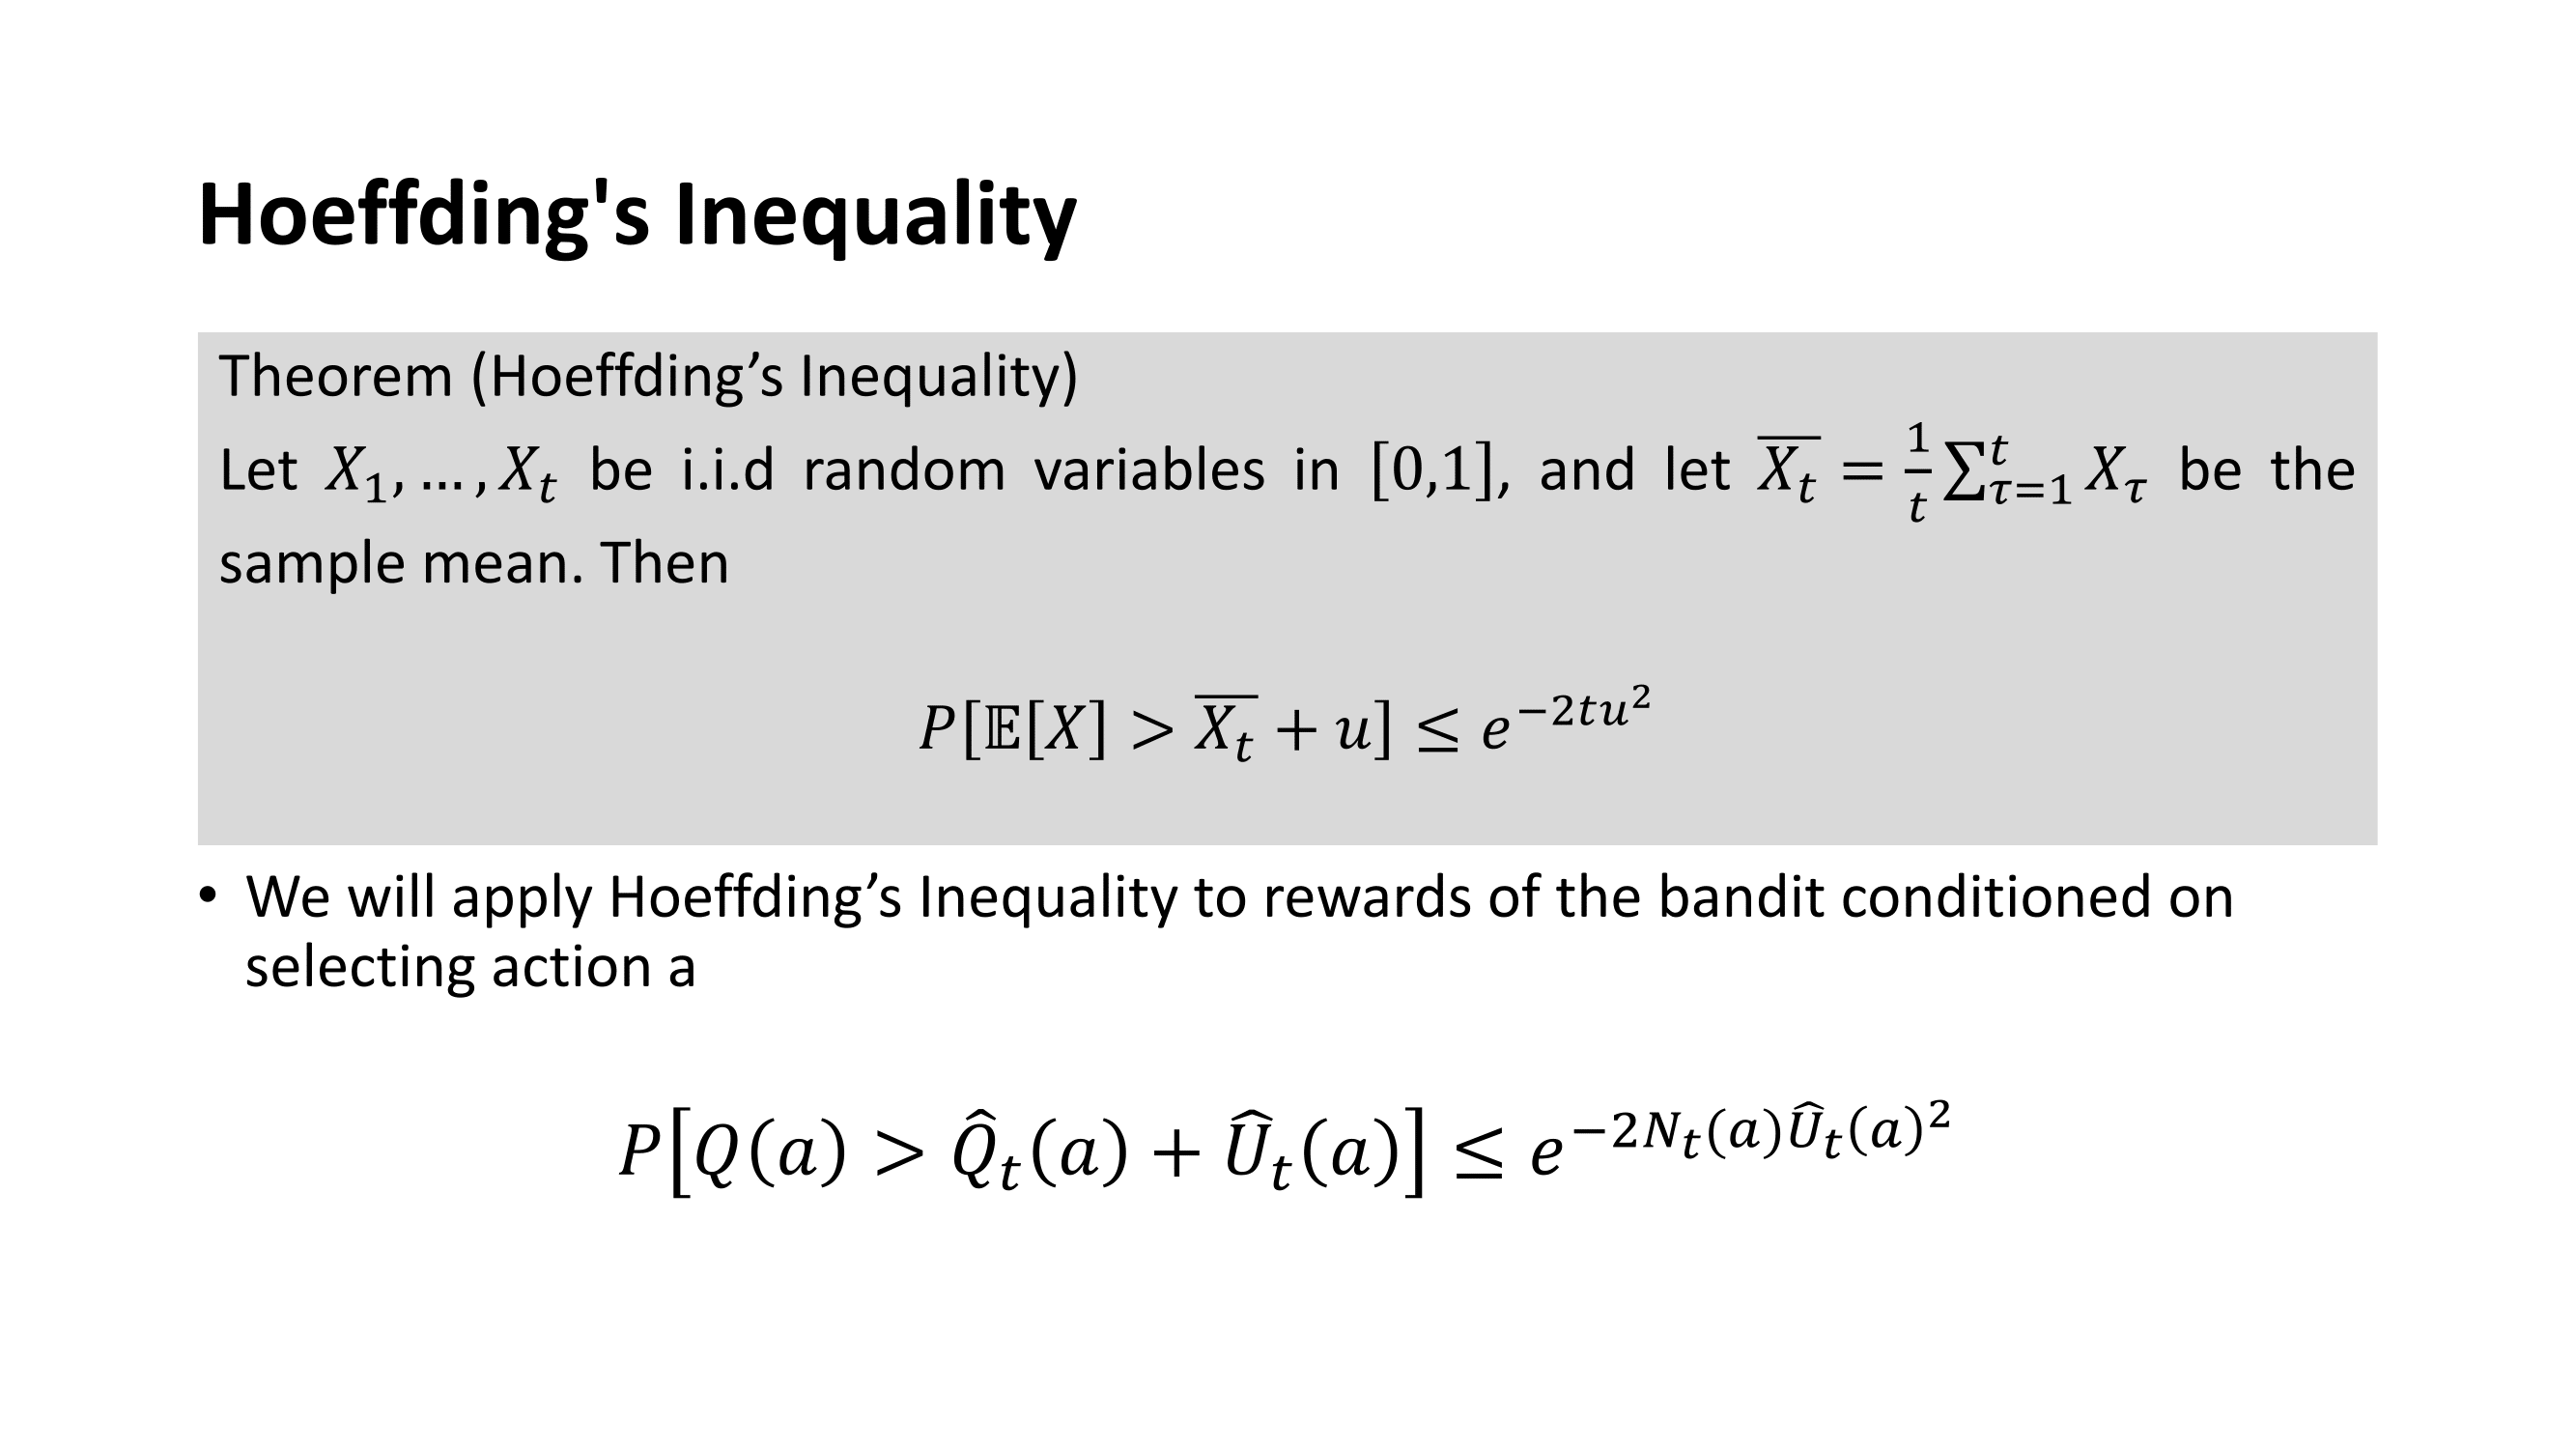 Hoeffding's Inequality
Theorem (Hoeffding’s Inequality)
Let $X_1, \ldots, X_t$ be i.i.d random variables in $[0,1]$, and let $\overline{X_t} = \frac{1}{t}\sum_{\tau=1}^{t} X_\tau$ be the
sample mean. Then
$P[\mathbb{E}[X] > \overline{X_t} + u] \leq e^{-2tu^2}$
• We will apply Hoeffding’s Inequality to rewards of the bandit conditioned on
selecting action a
$P[Q(a) > \hat{Q}_t(a) + \hat{U}_t(a)] \leq e^{-2N_t(a)\hat{U}_t(a)^2}$